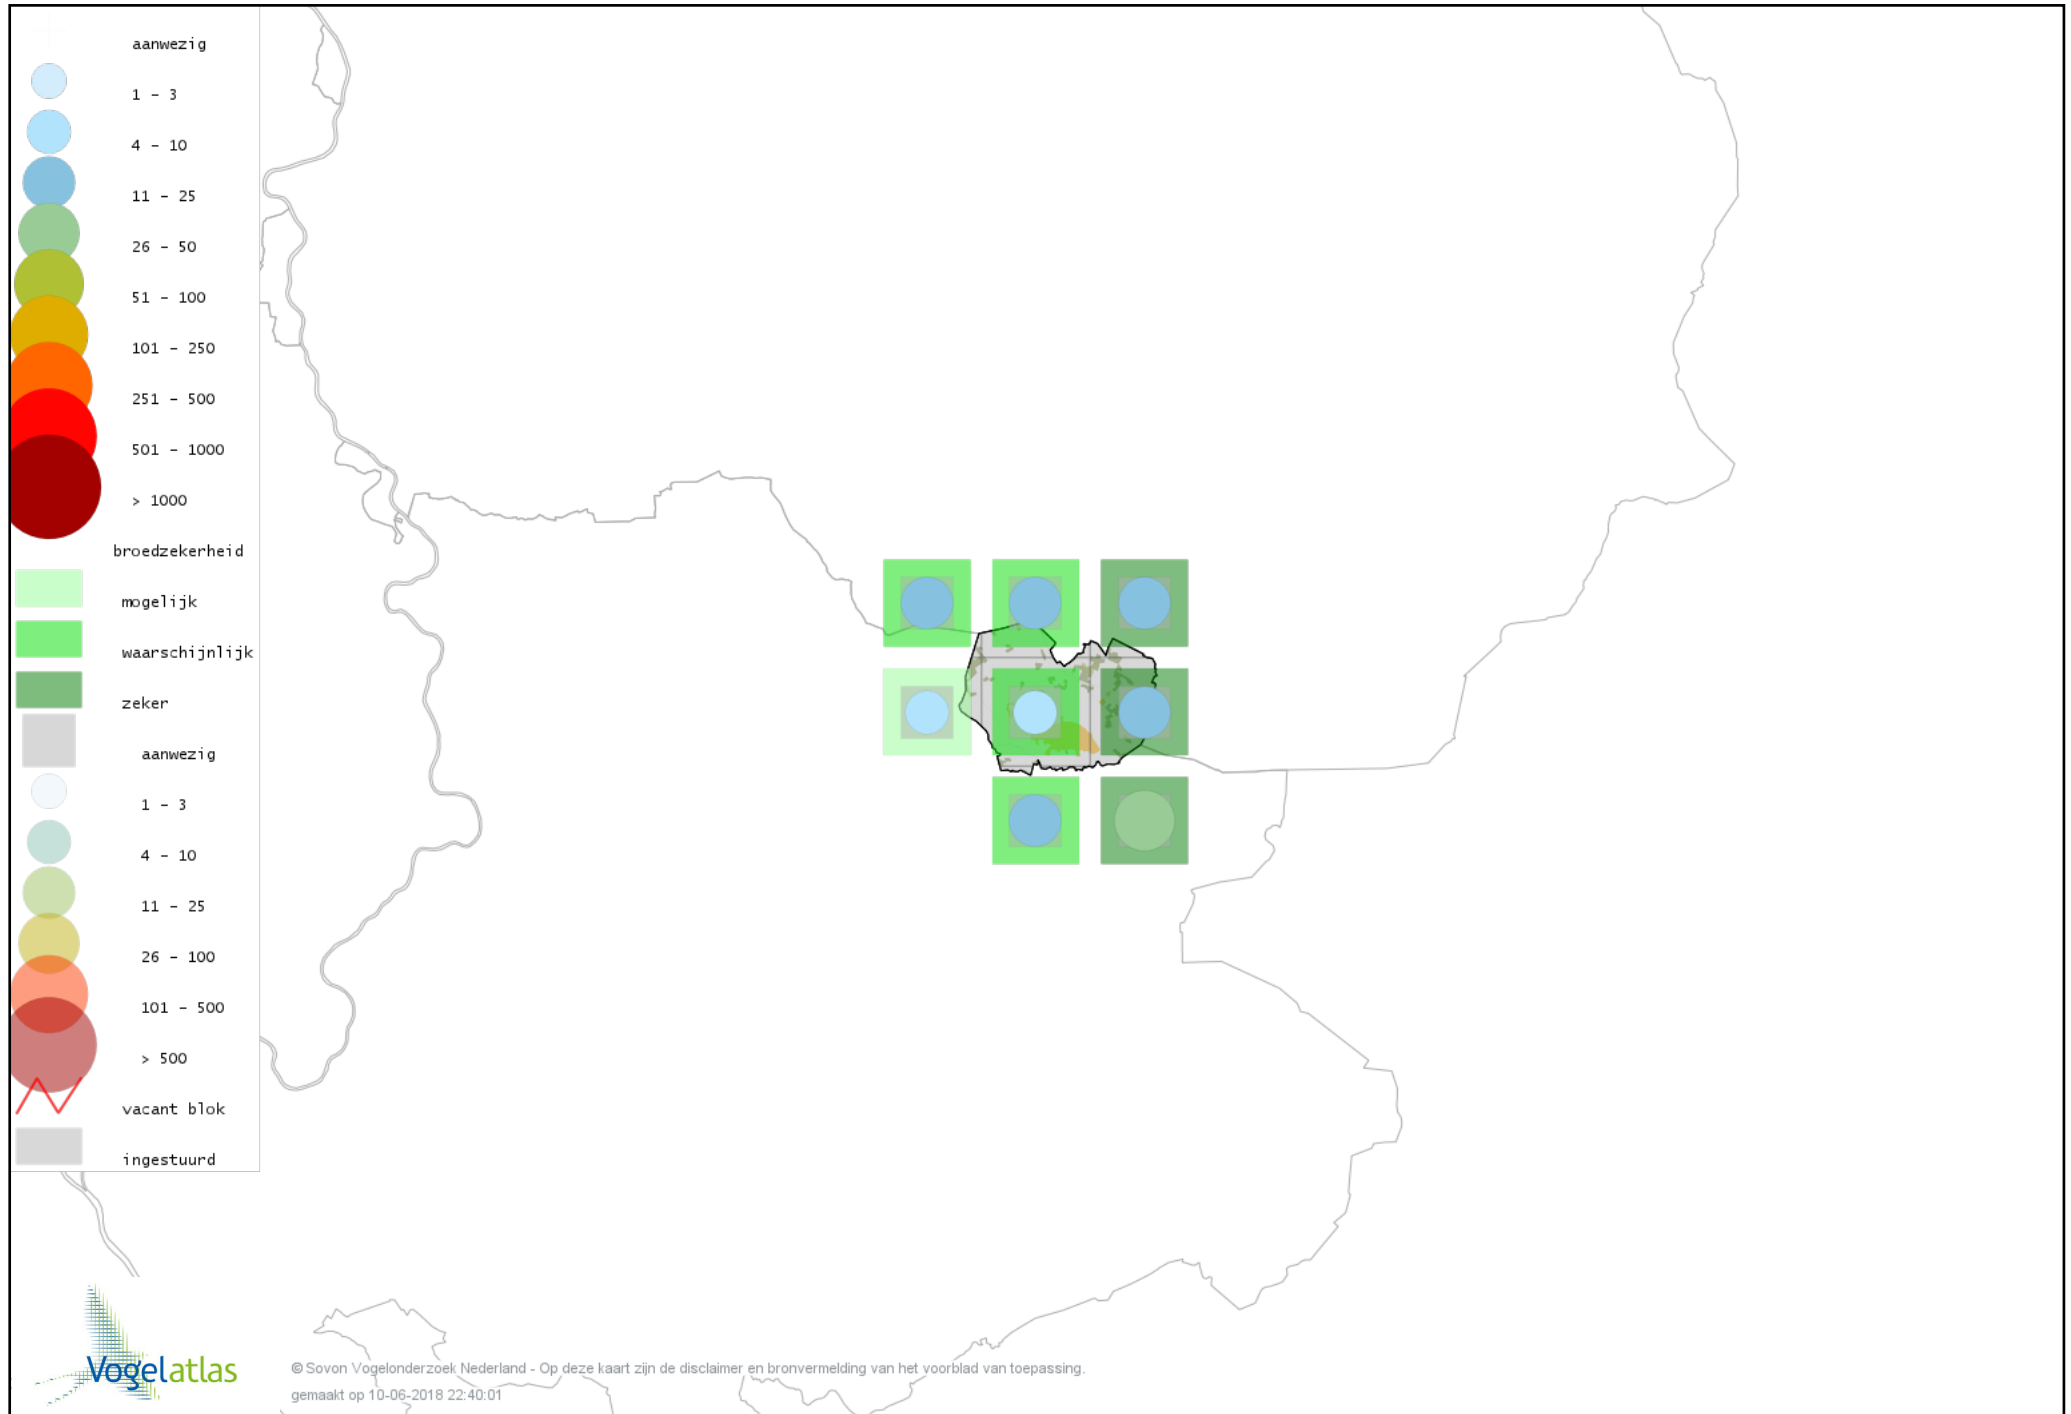 aanwezig
1 - 3
4 - 10
11 - 25
26 - 50
51 - 100
101 - 250
251 - 500
501 - 1000
> 1000
broedzekerheid
mogelijk
waarschijnlijk
zeker
aanwezig
1 - 3
4 - 10
11 - 25
26 - 100
101 - 500
> 500
vacant blok
ingestuurd
Vogelatlas
© Sovon Vogelonderzoek Nederland - Op deze kaart zijn de disclaimer en bronvermelding van het voorblad van toepassing.
gemaakt op 10-06-2018 22:40:01